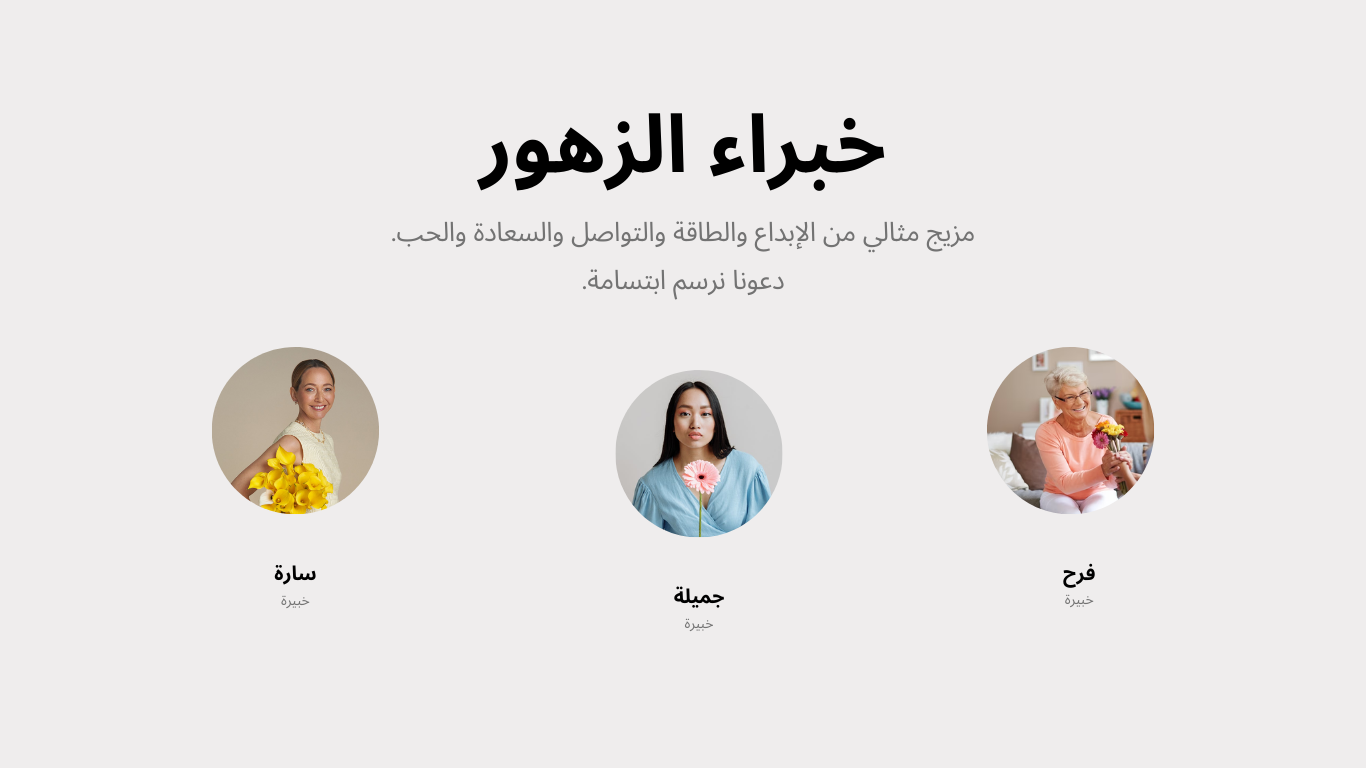 خبراء الزهور
مزيج مثالي من الإبداع والطاقة والتواصل والسعادة والحب.
دعونا نرسم ابتسامة.
فرح
خبيرة
جميلة
خبيرة
سارة
خبيرة